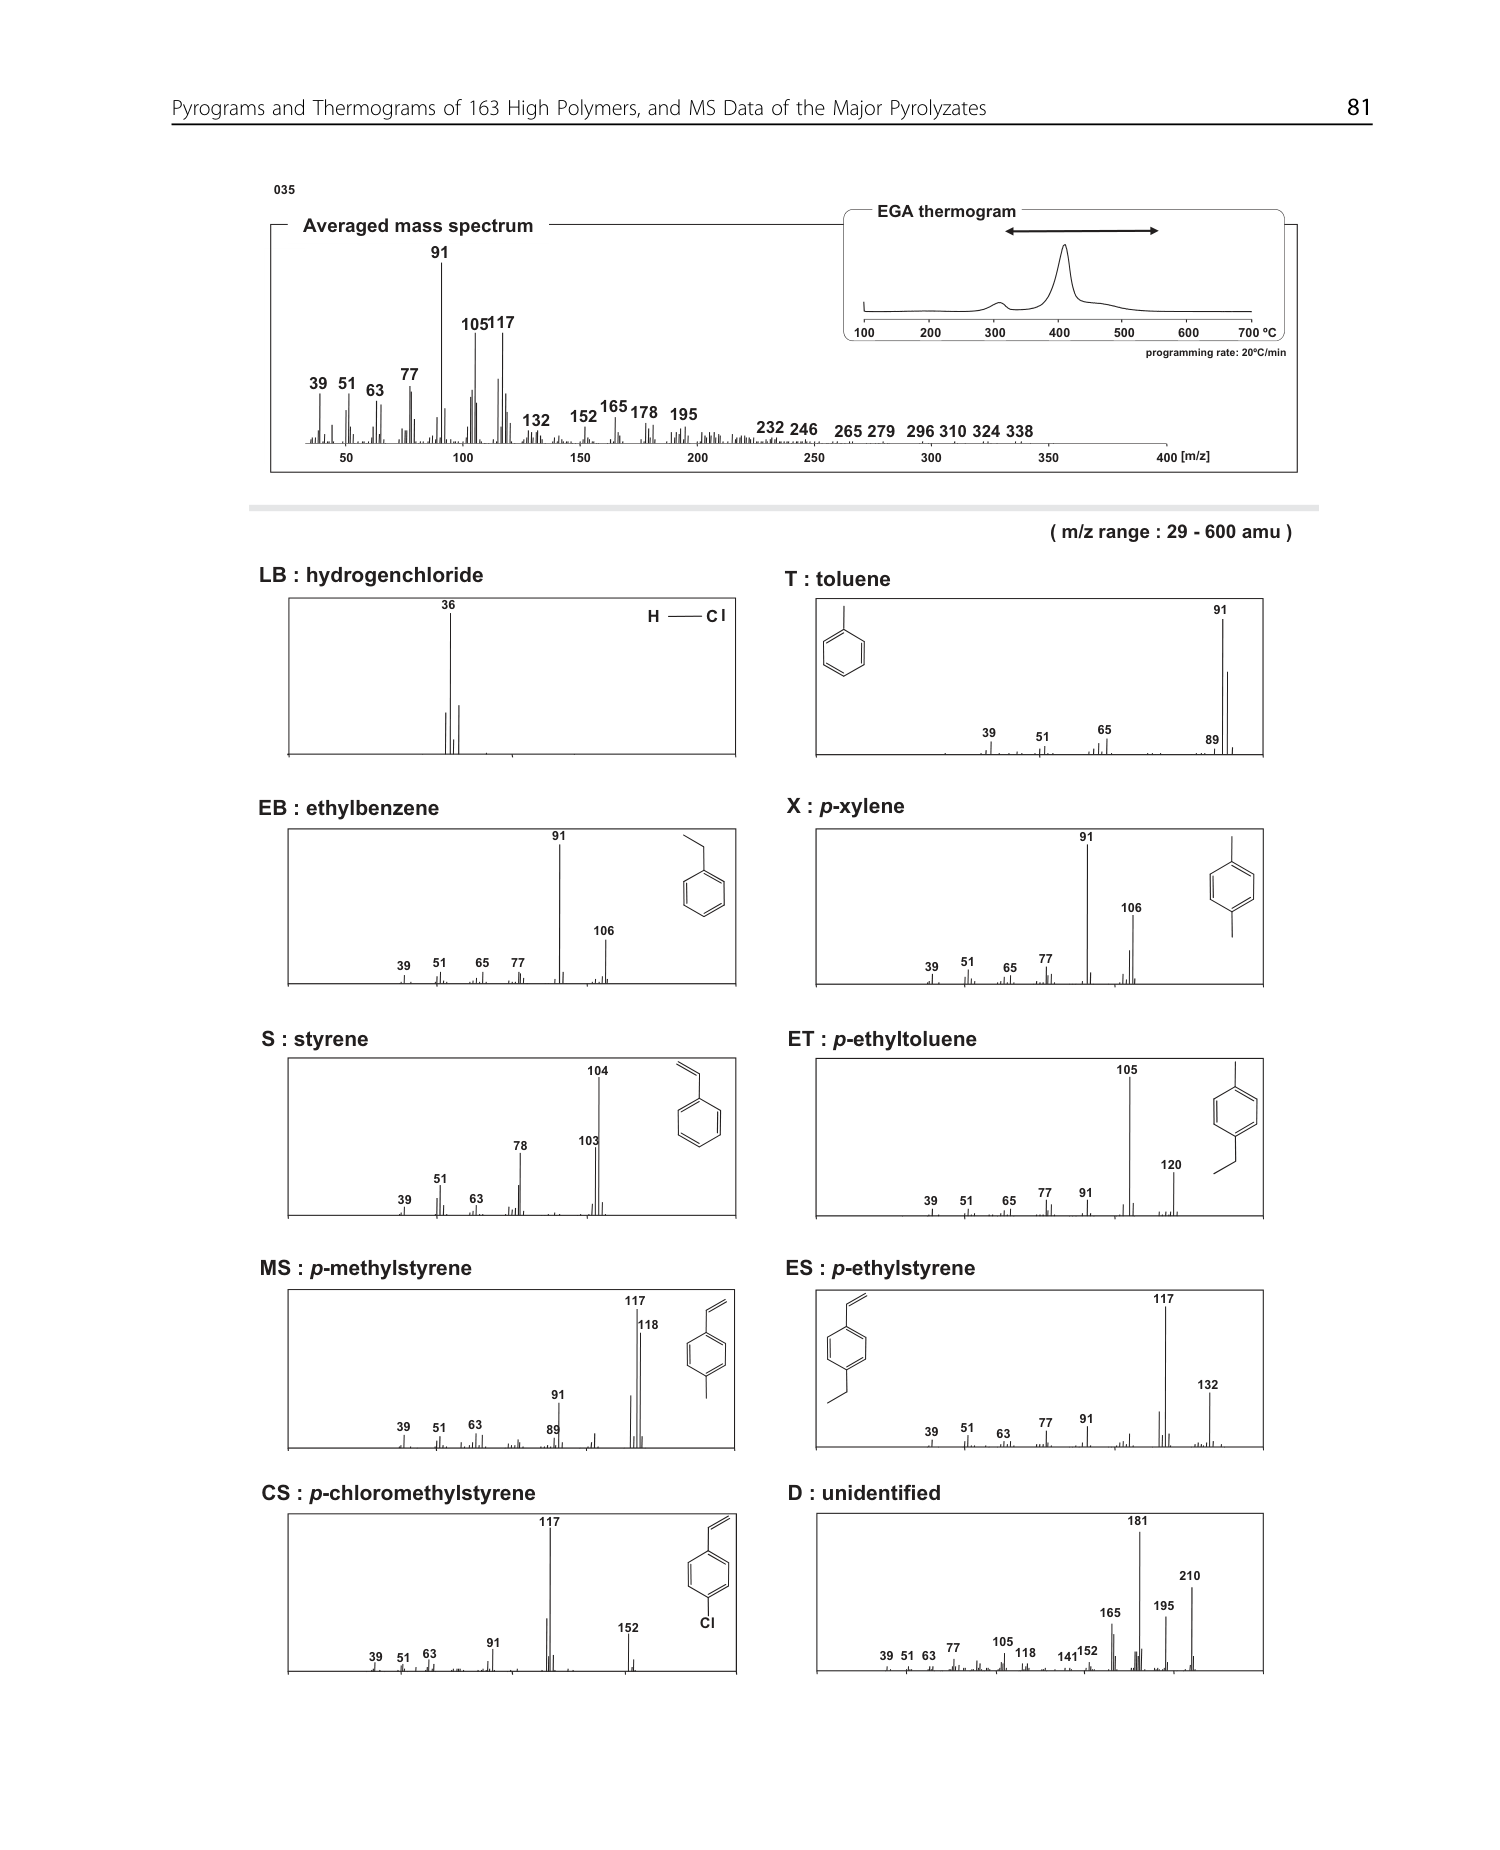 Pyrograms and Thermograms of 163 High Polymers, and MS Data of the Major Pyrolyzates 81
035
Averaged mass spectrum
EGA thermogram
100 200 300 400 500 600 700 ºC
programming rate: 20ºC/min
39 51 63 77 91 105 117 132 152 165 178 195 232 246 265 279 296 310 324 338
50 100 150 200 250 300 350 400 [m/z]
( m/z range : 29 - 600 amu )
LB : hydrogenchloride
36
H Cl
T : toluene
39 51 65 89 91
EB : ethylbenzene
39 51 65 77 91 106
X : p-xylene
39 51 65 77 91 106
S : styrene
39 51 63 78 103 104
ET : p-ethyltoluene
39 51 65 77 91 105 120
MS : p-methylstyrene
39 51 63 89 91 117 118
ES : p-ethylstyrene
39 51 63 77 91 117 132
CS : p-chloromethylstyrene
39 51 63 91 117 152
Cl
D : unidentified
39 51 63 77 105 118 141 152 165 181 195 210